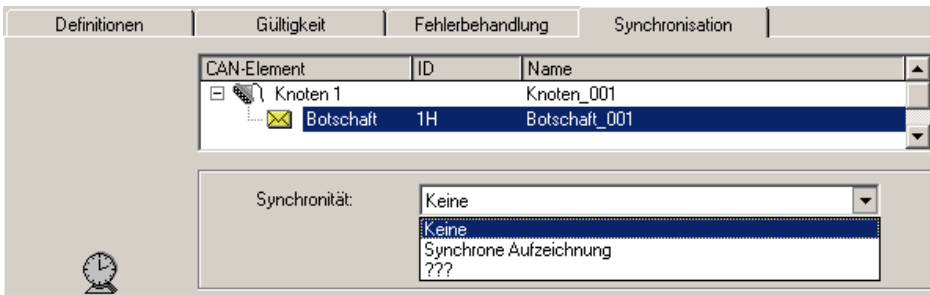 Definitionen Gültigkeit Fehlerbehandlung Synchronisation
CAN-Element ID Name
Knoten 1 Knoten_001
Botschaft 1H Botschaft_001
Synchronität: Keine
Keine
Synchrone Aufzeichnung
???